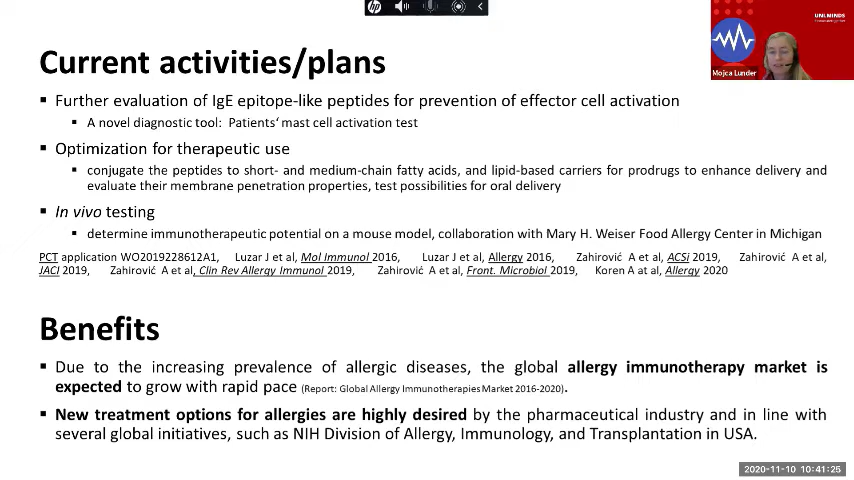 hp
UNI.MINDS
Mojca Lunder
Current activities/plans
▪ Further evaluation of IgE epitope-like peptides for prevention of effector cell activation
▪ A novel diagnostic tool: Patients‘ mast cell activation test
▪ Optimization for therapeutic use
▪ conjugate the peptides to short- and medium-chain fatty acids, and lipid-based carriers for prodrugs to enhance delivery and
evaluate their membrane penetration properties, test possibilities for oral delivery
▪ In vivo testing
▪ determine immunotherapeutic potential on a mouse model, collaboration with Mary H. Weiser Food Allergy Center in Michigan
PCT application WO2019228612A1, Luzar J et al, Mol Immunol 2016, Luzar J et al, Allergy 2016, Zahirović A et al, ACSi 2019, Zahirović A et al,
JACI 2019, Zahirović A et al, Clin Rev Allergy Immunol 2019, Zahirović A et al, Front. Microbiol 2019, Koren A at al, Allergy 2020
Benefits
▪ Due to the increasing prevalence of allergic diseases, the global allergy immunotherapy market is
expected to grow with rapid pace (Report: Global Allergy Immunotherapies Market 2016-2020).
▪ New treatment options for allergies are highly desired by the pharmaceutical industry and in line with
several global initiatives, such as NIH Division of Allergy, Immunology, and Transplantation in USA.
2020-11-10 10:41:25